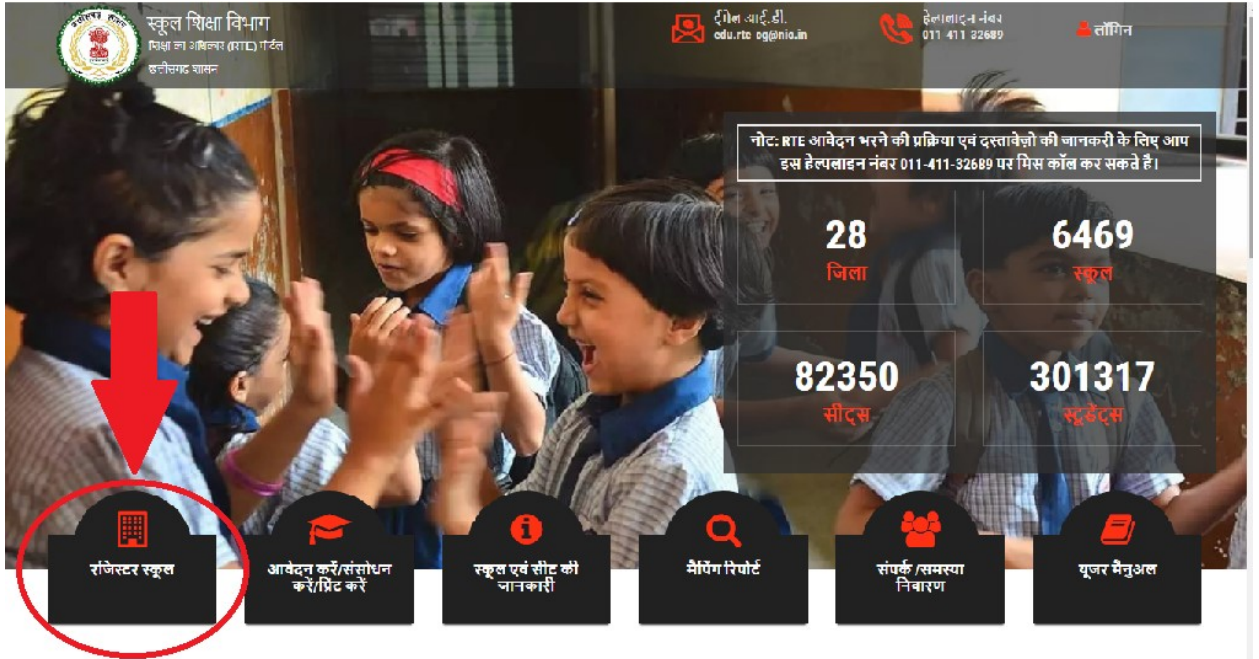 स्कूल शिक्षा विभाग
शिक्षा का अधिकार (RTE) पोर्टल
छत्तीसगढ़ शासन
ईमेल आई.डी.
edu.rte-cg@nic.in
हेल्पलाइन नंबर
011-411-32689
लॉगिन
नोट: RTE आवेदन भरने की प्रक्रिया एवं दस्तावेज़ो की जानकरी के लिए आप
इस हेल्पलाइन नंबर 011-411-32689 पर मिस कॉल कर सकते है।
28
जिला
6469
स्कूल
82350
सीट्स
301317
स्टूडेंट्स
रजिस्टर स्कूल
आवेदन करें/संसोधन
करें/प्रिंट करें
स्कूल एवं सीट की
जानकारी
मैपिंग रिपोर्ट
संपर्क /समस्या
निवारण
यूजर मैनुअल